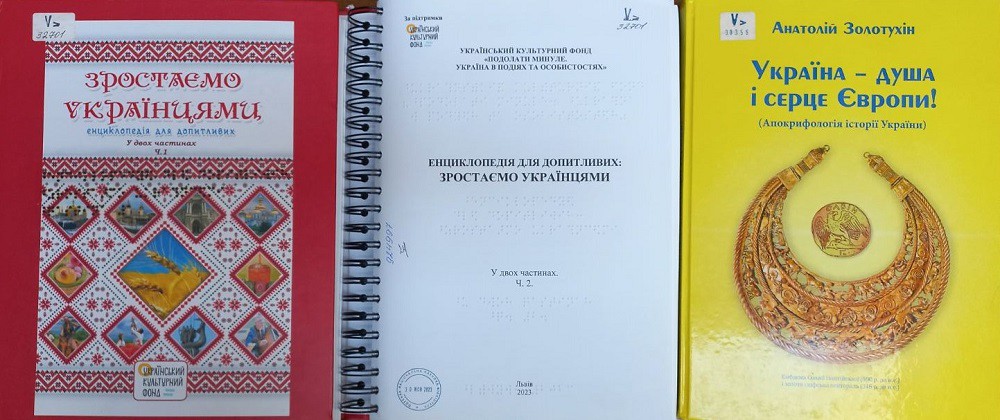 V
32701
ЗРОСТАЄМО
УКРАЇНЦЯМИ
енциклопедія для допитливих
У двох частинах
Ч.1
УКРАЇНСЬКИЙ
КУЛЬТУРНИЙ
ФОНД
За підтримки
УКРАЇНСЬКИЙ
КУЛЬТУРНИЙ
ФОНД
V
32701
УКРАЇНСЬКИЙ КУЛЬТУРНИЙ ФОНД
«ПОДОЛАТИ МИНУЛЕ.
УКРАЇНА В ПОДІЯХ ТА ОСОБИСТОСТЯХ»
ЕНЦИКЛОПЕДІЯ ДЛЯ ДОПИТЛИВИХ:
ЗРОСТАЄМО УКРАЇНЦЯМИ
У двох частинах.
Ч. 2.
Львів
2023
V
Анатолій Золотухін
Україна – душа
і серце Європи!
(Апокрифологія історії України)